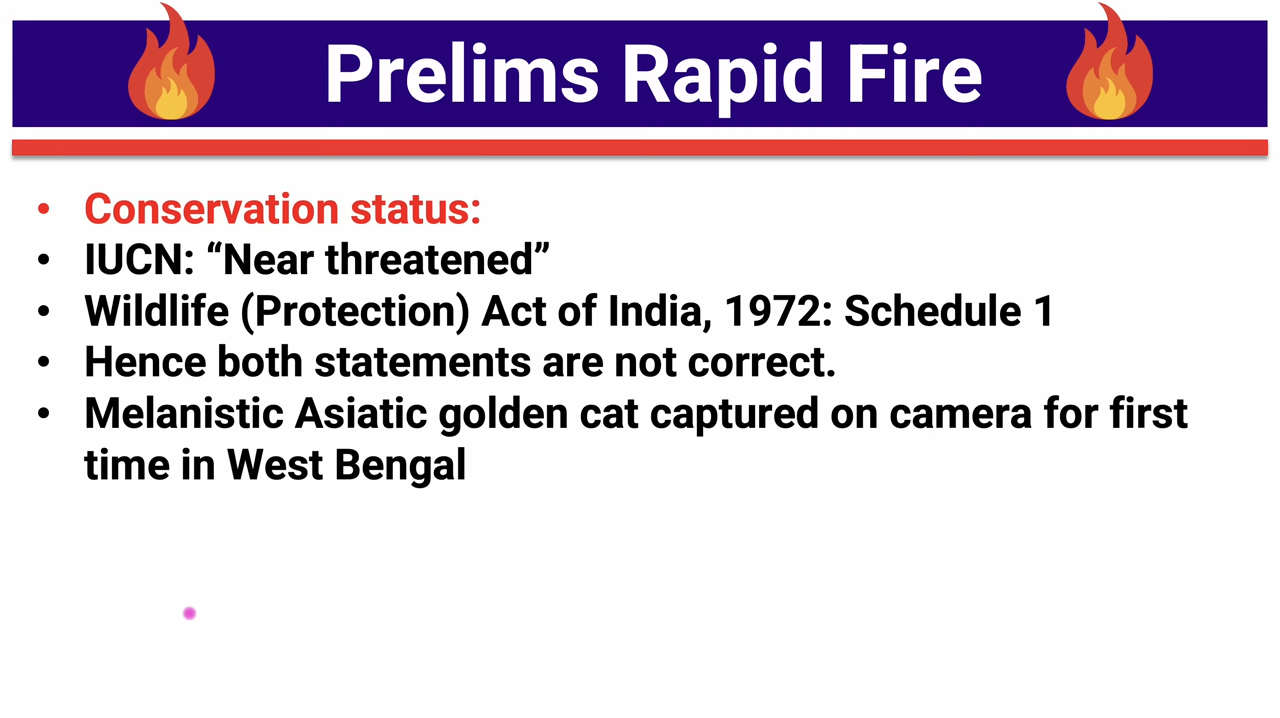 Prelims Rapid Fire
• Conservation status:
• IUCN: “Near threatened”
• Wildlife (Protection) Act of India, 1972: Schedule 1
• Hence both statements are not correct.
• Melanistic Asiatic golden cat captured on camera for first
time in West Bengal